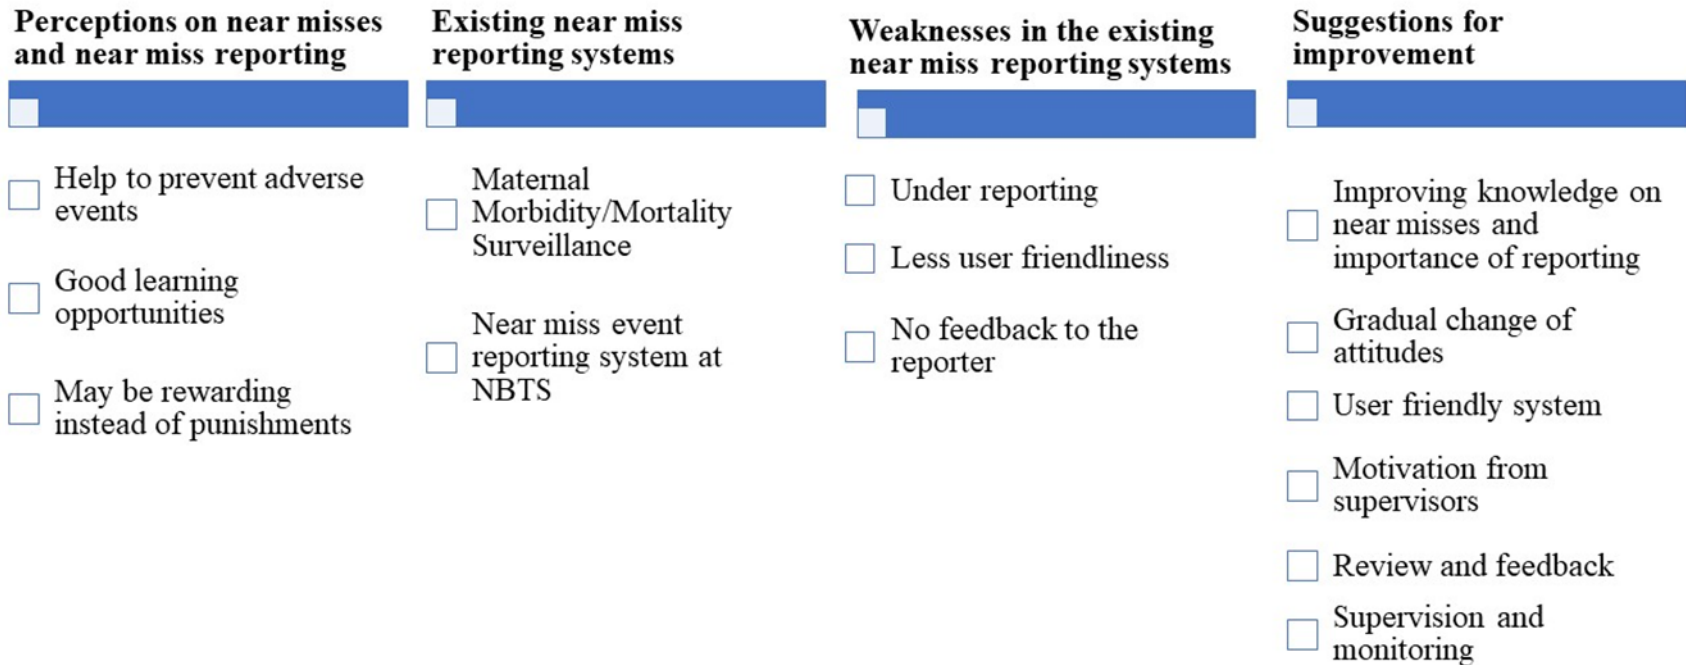 Perceptions on near misses
and near miss reporting
Help to prevent adverse
events
Good learning
opportunities
May be rewarding
instead of punishments
Existing near miss
reporting systems
Maternal
Morbidity/Mortality
Surveillance
Near miss event
reporting system at
NBTS
Weaknesses in the existing
near miss reporting systems
Under reporting
Less user friendliness
No feedback to the
reporter
Suggestions for
improvement
Improving knowledge on
near misses and
importance of reporting
Gradual change of
attitudes
User friendly system
Motivation from
supervisors
Review and feedback
Supervision and
monitoring